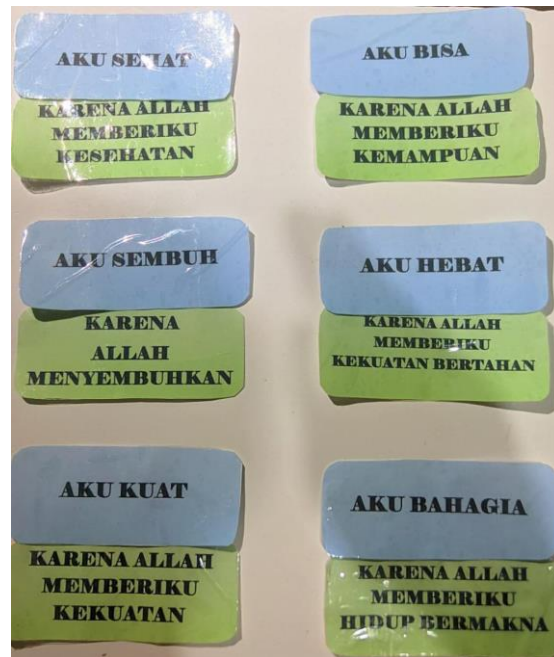 AKU SEHAT
KARENA ALLAH
MEMBERIKU
KESEHATAN
AKU BISA
KARENA ALLAH
MEMBERIKU
KEMAMPUAN
AKU SEMBUH
KARENA
ALLAH
MENYEMBUHKAN
AKU HEBAT
KARENA ALLAH
MEMBERIKU
KEKUATAN BERTAHAN
AKU KUAT
KARENA ALLAH
MEMBERIKU
KEKUATAN
AKU BAHAGIA
KARENA ALLAH
MEMBERIKU
HIDUP BERMAKNA